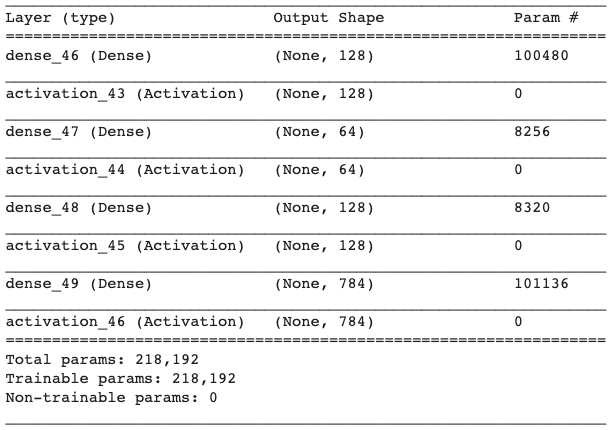 Layer (type) Output Shape Param #
dense_46 (Dense) (None, 128) 100480
activation_43 (Activation) (None, 128) 0
dense_47 (Dense) (None, 64) 8256
activation_44 (Activation) (None, 64) 0
dense_48 (Dense) (None, 128) 8320
activation_45 (Activation) (None, 128) 0
dense_49 (Dense) (None, 784) 101136
activation_46 (Activation) (None, 784) 0
Total params: 218,192
Trainable params: 218,192
Non-trainable params: 0